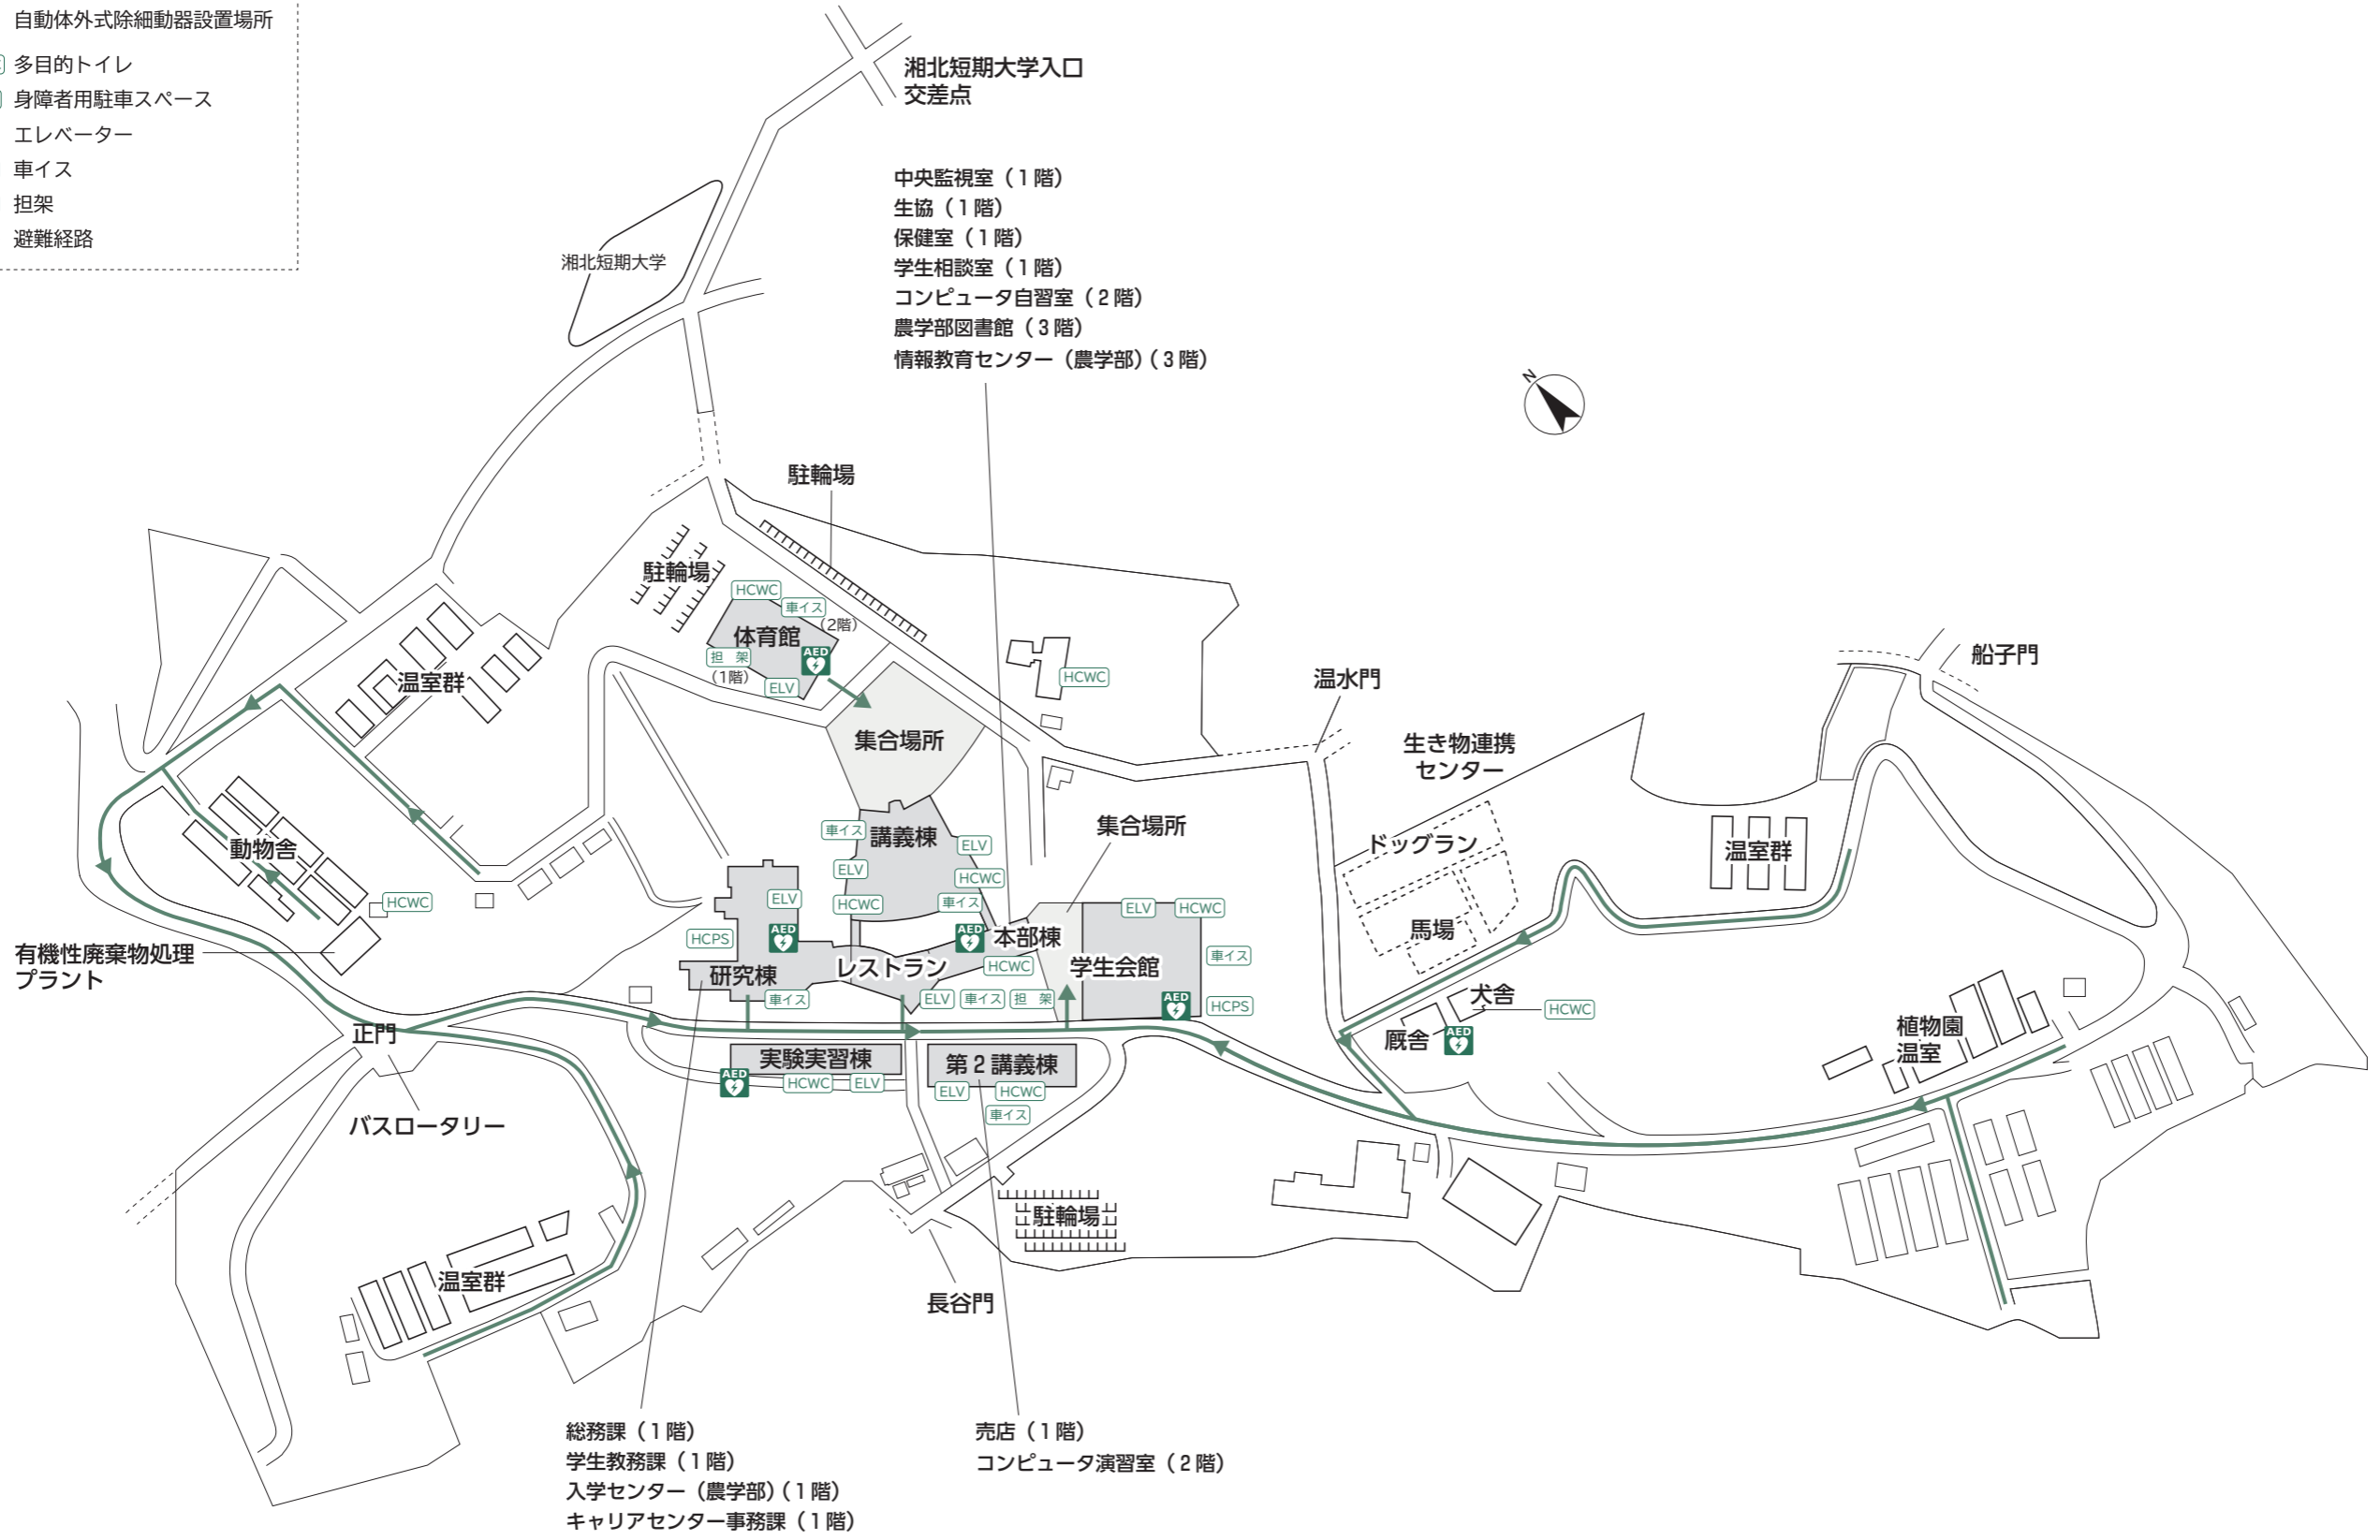 自動体外式除細動器設置場所
多目的トイレ
身障者用駐車スペース
エレベーター
車イス
担架
避難経路
湘北短期大学入口
交差点
湘北短期大学
中央監視室（1階）
生協（1階）
保健室（1階）
学生相談室（1階）
コンピュータ自習室（2階）
農学部図書館（3階）
情報教育センター（農学部）（3階）
N
駐輪場
駐輪場
HCWC
車イス
（2階）
体育館
AED
担 架
（1階）
ELV
温室群
集合場所
HCWC
温水門
船子門
生き物連携
センター
ドッグラン
馬場
温室群
集合場所
車イス
講義棟
ELV
ELV
HCWC
HCWC
車イス
動物舎
HCWC
有機性廃棄物処理
プラント
ELV
HCPS
AED
研究棟
車イス
レストラン
AED
本部棟
HCWC
ELV
車イス
担 架
ELV
HCWC
学生会館
車イス
AED
HCPS
犬舎
HCWC
厩舎
AED
植物園
温室
正門
バスロータリー
実験実習棟
AED
HCWC
ELV
第2講義棟
ELV
HCWC
車イス
駐輪場
長谷門
温室群
総務課（1階）
学生教務課（1階）
入学センター（農学部）（1階）
キャリアセンター事務課（1階）
売店（1階）
コンピュータ演習室（2階）